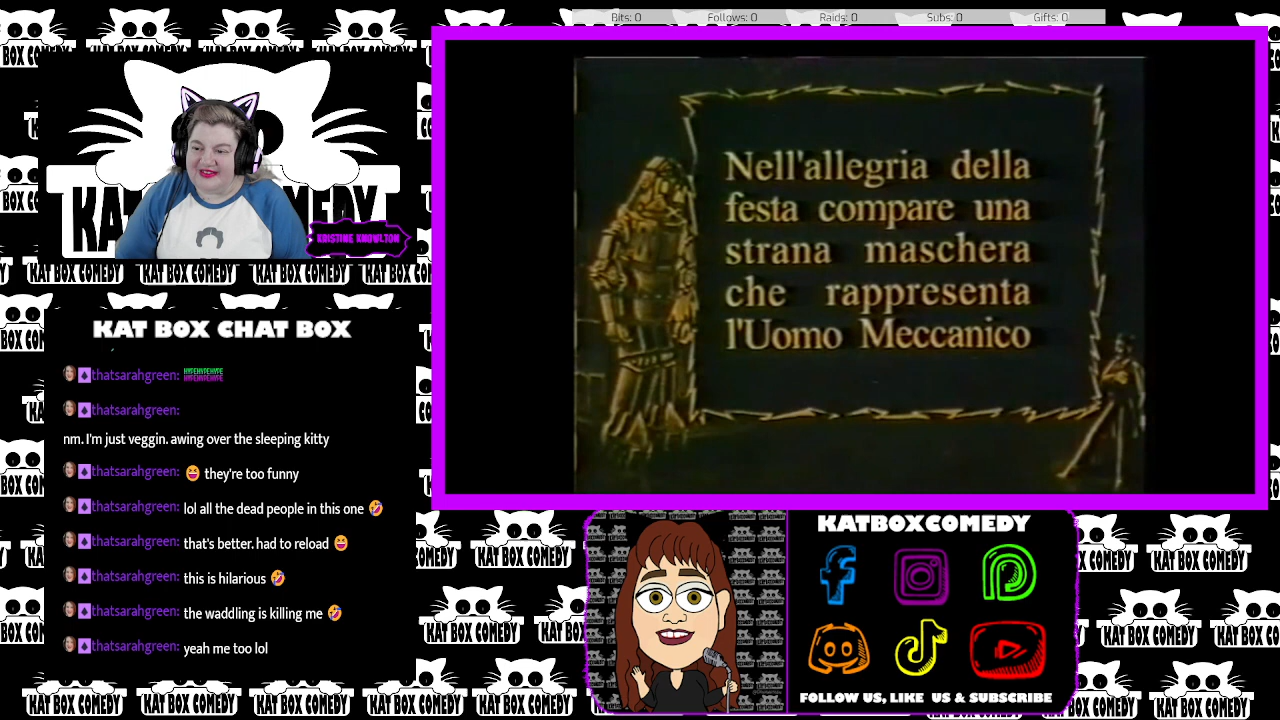 Bits: 0 Follows: 0 Raids: 0 Subs: 0 Gifts: 0
KRISTINE KNOWLTON
Nell'allegria della
festa compare una
strana maschera
che rappresenta
l'Uomo Meccanico
KAT BOX CHAT BOX
thatsarahgreen: HYPEHYPEHYPE
HYPEHYPEHYPE
thatsarahgreen:
nm. I'm just veggin. awing over the sleeping kitty
thatsarahgreen: 😆 they're too funny
thatsarahgreen: lol all the dead people in this one 🤣
thatsarahgreen: that's better. had to reload 😆
thatsarahgreen: this is hilarious 🤣
thatsarahgreen: the waddling is killing me 🤣
thatsarahgreen: yeah me too lol
KATBOXCOMEDY
FOLLOW US, LIKE US & SUBSCRIBE
KAT BOX COMEDY